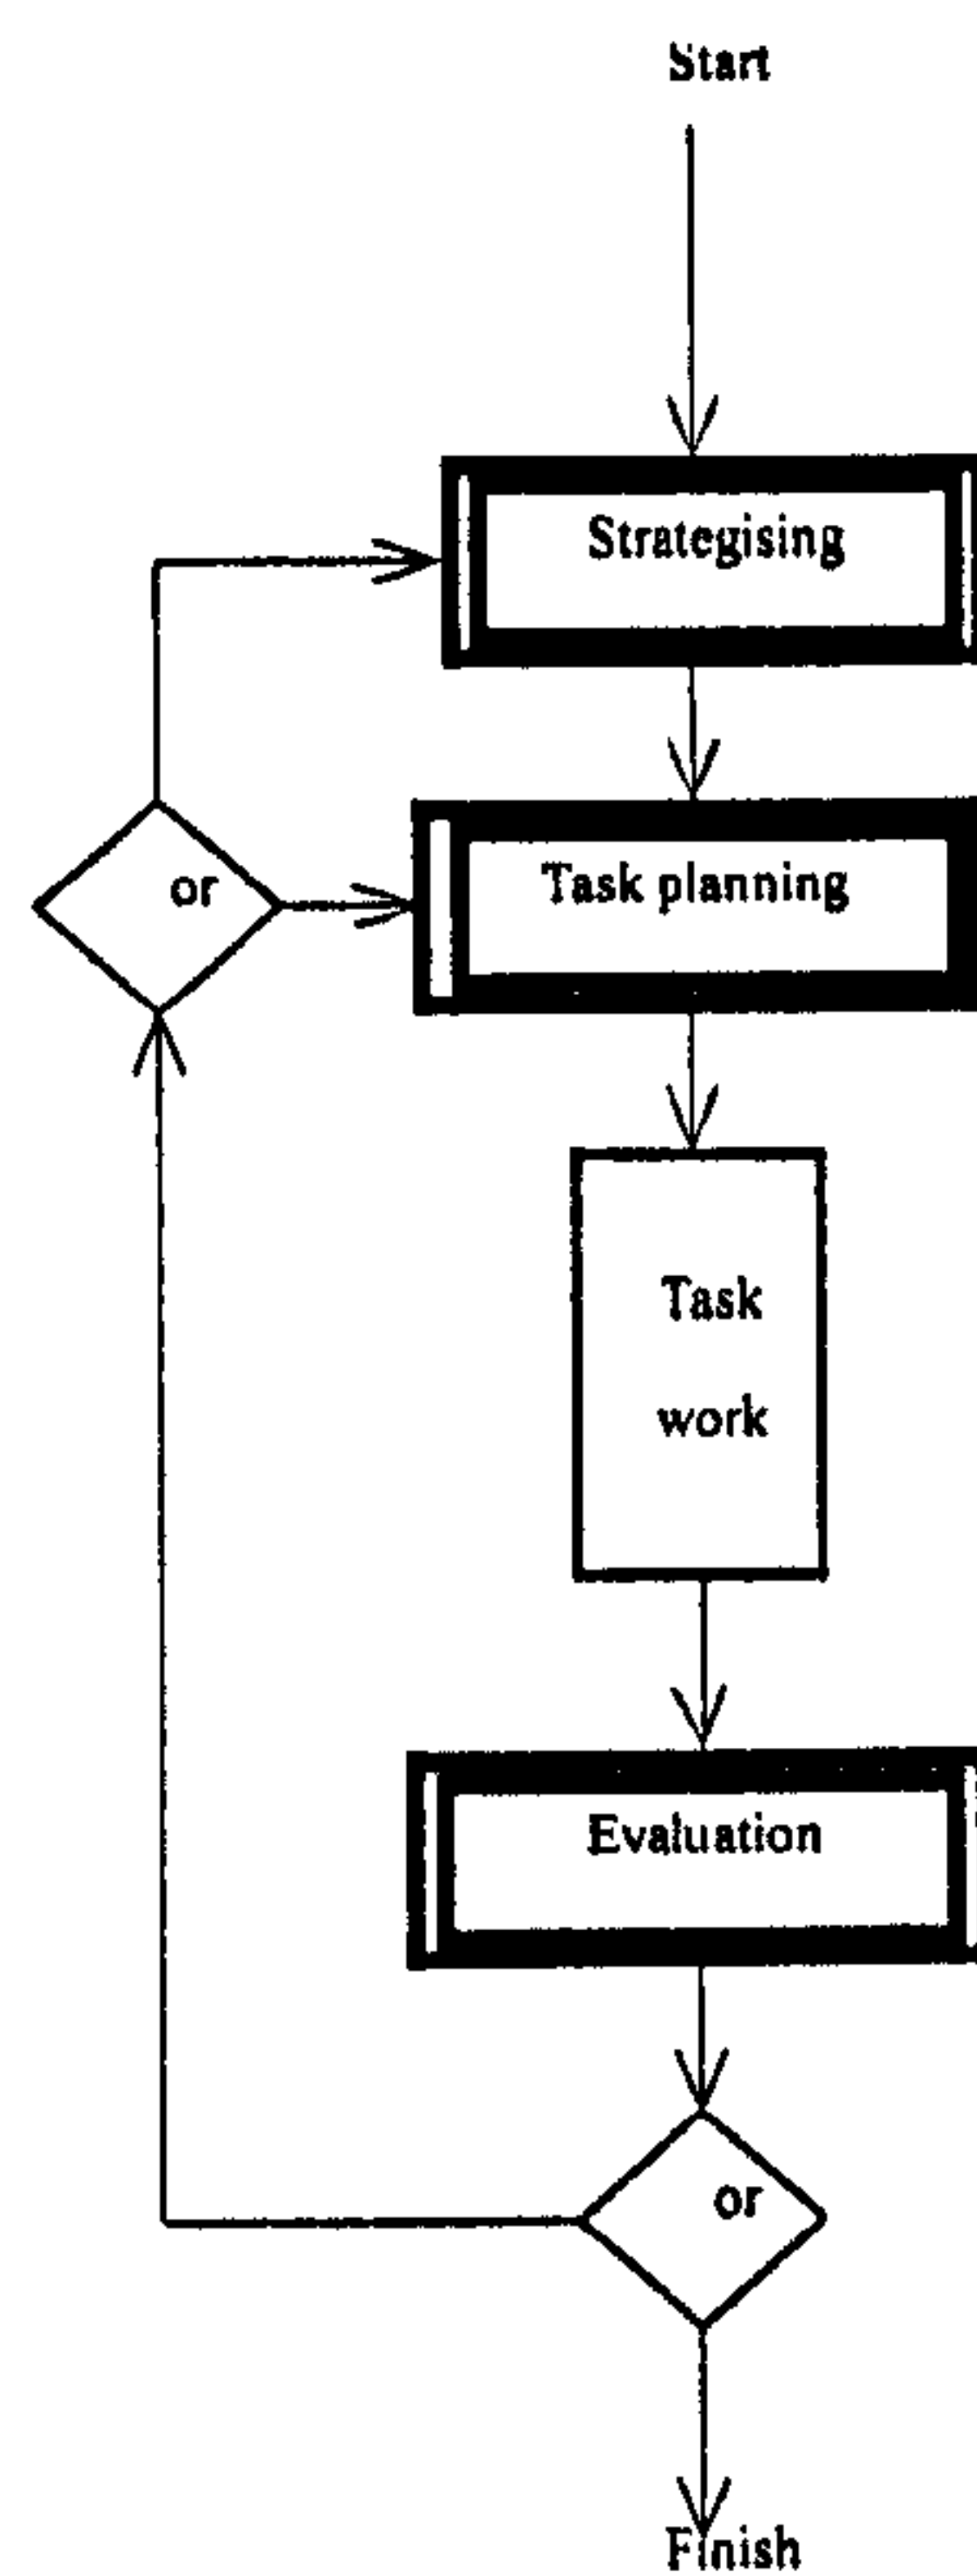 Start
Strategising
or
Task planning
Task
work
Evaluation
or
Finish